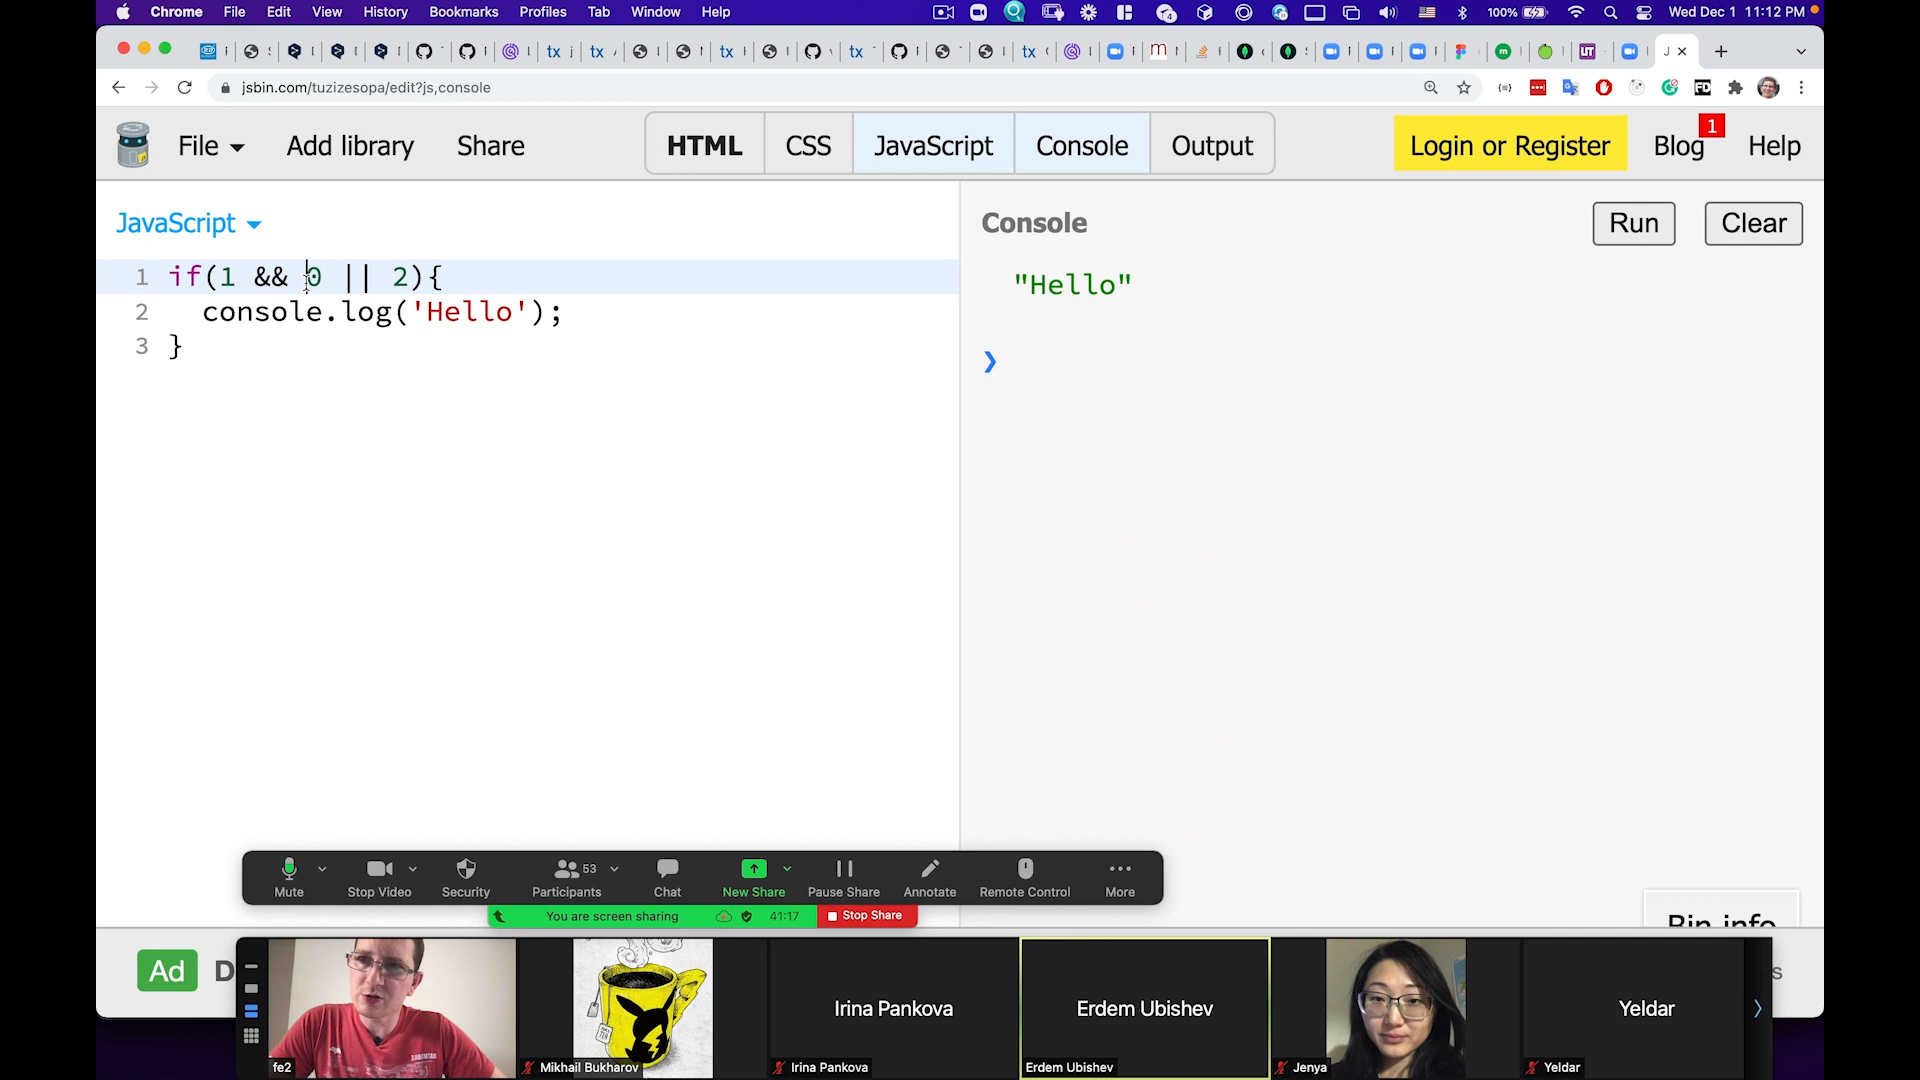 Chrome File Edit View History Bookmarks Profiles Tab Window Help 100% Wed Dec 1 11:12 PM
jsbin.com/tuzizesopa/edit?js,console
File Add library Share HTML CSS JavaScript Console Output Login or Register Blog 1 Help
JavaScript
1 if(1 && 0 || 2){
2 console.log('Hello');
3 }
Console Run Clear
"Hello"
Bin info
Mute Stop Video Security Participants 53 Chat New Share Pause Share Annotate Remote Control More
You are screen sharing 41:17 Stop Share
Ad D
Irina Pankova Erdem Ubishev Yeldar
fe2 Mikhail Bukharov Irina Pankova Erdem Ubishev Jenya Yeldar